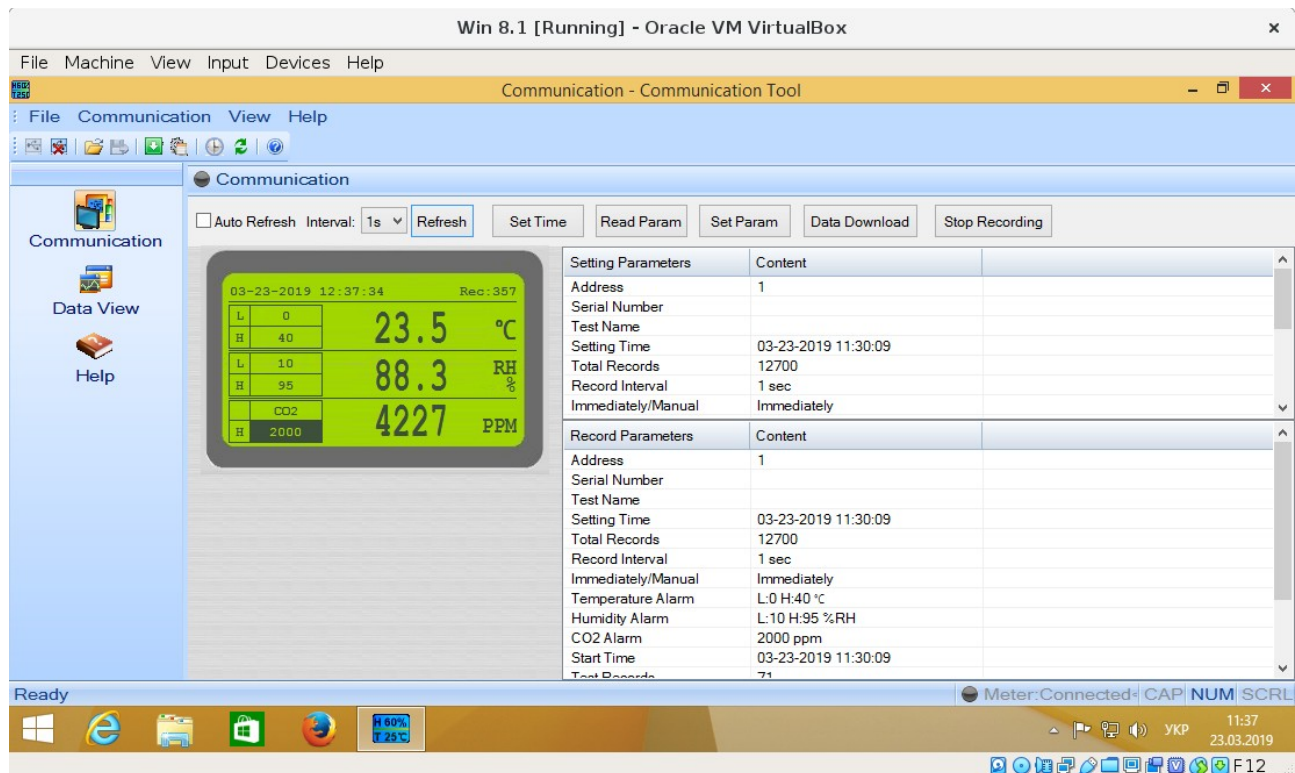 Win 8.1 [Running] - Oracle VM VirtualBox ×
File Machine View Input Devices Help
H 60% T 25C Communication - Communication Tool
File Communication View Help
Communication
Auto Refresh Interval: 1s Refresh Set Time Read Param Set Param Data Download Stop Recording
Communication
Data View
Help
03-23-2019 12:37:34 Rec:357
L 0
H 40
23.5 °C
L 10
H 95
88.3 RH %
CO2
H 2000
4227 PPM
Setting Parameters Content
Address 1
Serial Number
Test Name
Setting Time 03-23-2019 11:30:09
Total Records 12700
Record Interval 1 sec
Immediately/Manual Immediately
Record Parameters Content
Address 1
Serial Number
Test Name
Setting Time 03-23-2019 11:30:09
Total Records 12700
Record Interval 1 sec
Immediately/Manual Immediately
Temperature Alarm L:0 H:40 °C
Humidity Alarm L:10 H:95 %RH
CO2 Alarm 2000 ppm
Start Time 03-23-2019 11:30:09
Test Records 71
Ready Meter:Connected CAP NUM SCRL
H 60%
T 25°C
УКР 11:37
23.03.2019
F12